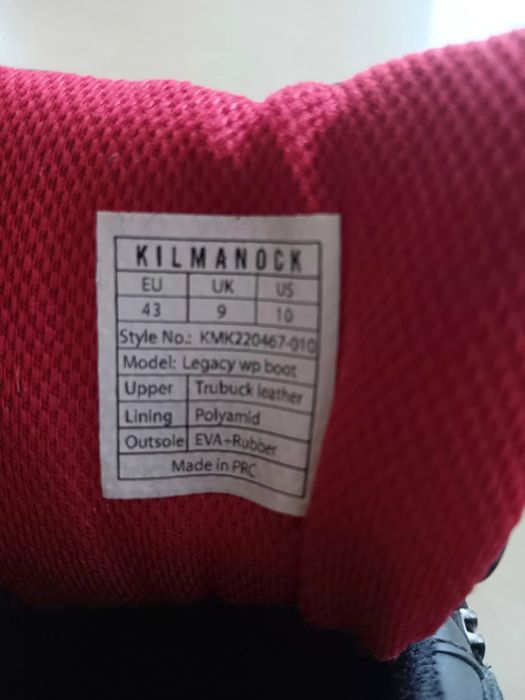 KILMANOCK
EU UK US
43 9 10
Style No.: KMK220467-010
Model: Legacy wp boot
Upper Trubuck leather
Lining Polyamid
Outsole EVA+Rubber
Made in PRC